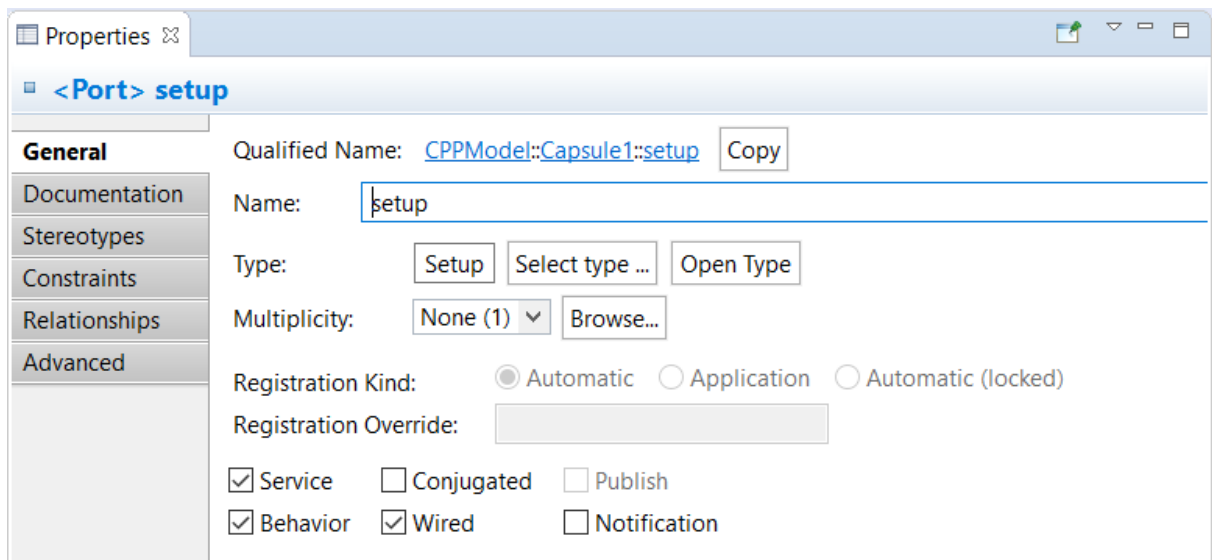 Properties
<Port> setup
General
Documentation
Stereotypes
Constraints
Relationships
Advanced
Qualified Name: CPPModel::Capsule1::setup Copy
Name: setup
Type: Setup Select type ... Open Type
Multiplicity: None (1) Browse...
Registration Kind: Automatic Application Automatic (locked)
Registration Override:
Service Conjugated Publish
Behavior Wired Notification